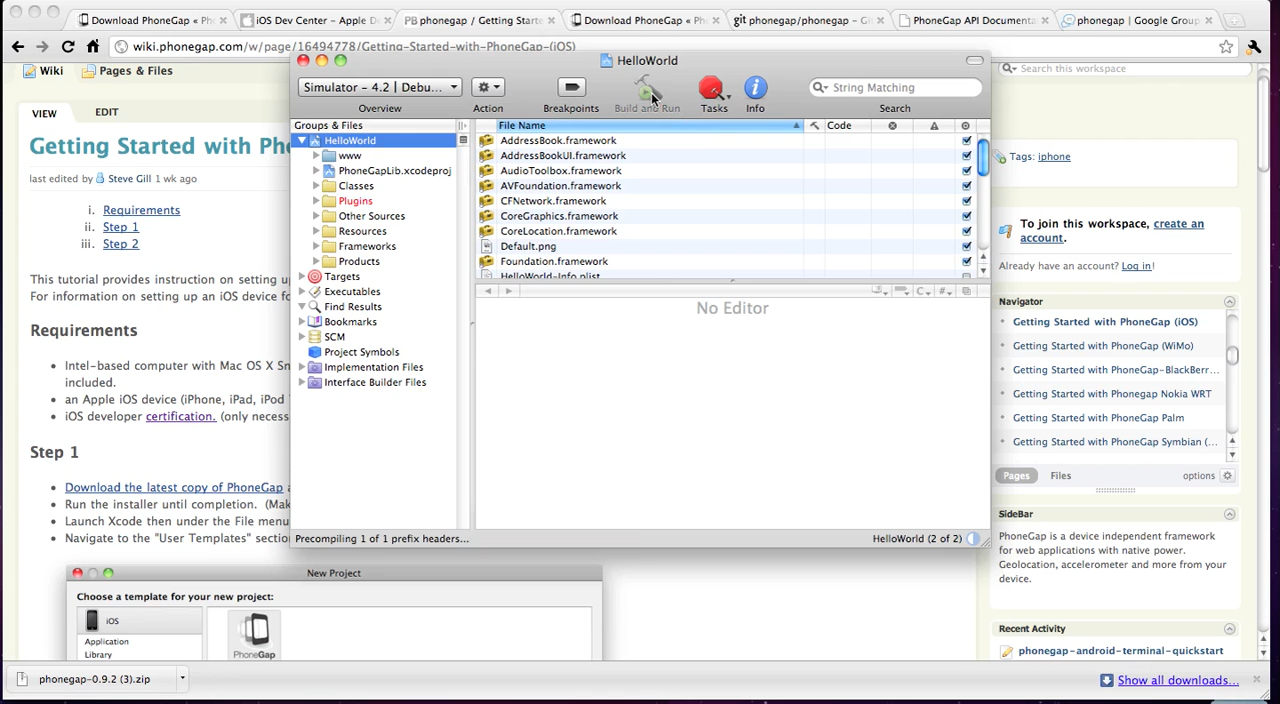 Download PhoneGap « P
iOS Dev Center - Apple D
PB phonegap / Getting Starte
Download PhoneGap « P
git phonegap/phonegap - Gi
PhoneGap API Documenta
phonegap | Google Group
wiki.phonegap.com/w/page/16494778/Getting-Started-with-PhoneGap-(iOS)
Wiki
Pages & Files
Search this workspace
VIEW
EDIT
Getting Started with Ph
last edited by Steve Gill 1 wk ago
i. Requirements
ii. Step 1
iii. Step 2
This tutorial provides instruction on setting up
For information on setting up an iOS device fo
Requirements
Intel-based computer with Mac OS X Sn
included.
an Apple iOS device (iPhone, iPad, iPod
iOS developer certification. (only necess
Step 1
Download the latest copy of PhoneGap a
Run the installer until completion. (Mak
Launch Xcode then under the File menu
Navigate to the "User Templates" sectio
New Project
Choose a template for your new project:
iOS
Application
Library
PhoneGap
HelloWorld
Simulator - 4.2 | Debu...
Overview
Action
Breakpoints
Build and Run
Tasks
Info
String Matching
Search
Groups & Files
HelloWorld
www
PhoneGapLib.xcodeproj
Classes
Plugins
Other Sources
Resources
Frameworks
Products
Targets
Executables
Find Results
Bookmarks
SCM
Project Symbols
Implementation Files
Interface Builder Files
File Name
Code
AddressBook.framework
AddressBookUI.framework
AudioToolbox.framework
AVFoundation.framework
CFNetwork.framework
CoreGraphics.framework
CoreLocation.framework
Default.png
Foundation.framework
HelloWorld-Info.plist
No Editor
Precompiling 1 of 1 prefix headers...
HelloWorld (2 of 2)
Tags: iphone
To join this workspace, create an
account.
Already have an account? Log in!
Navigator
Getting Started with PhoneGap (iOS)
Getting Started with PhoneGap (WiMo)
Getting Started with PhoneGap-BlackBerr...
Getting Started with Phonegap Nokia WRT
Getting Started with PhoneGap Palm
Getting Started with PhoneGap Symbian (...
Pages
Files
options
SideBar
PhoneGap is a device independent framework
for web applications with native power.
Geolocation, accelerometer and more from your
device.
Recent Activity
phonegap-android-terminal-quickstart
phonegap-0.9.2 (3).zip
Show all downloads...